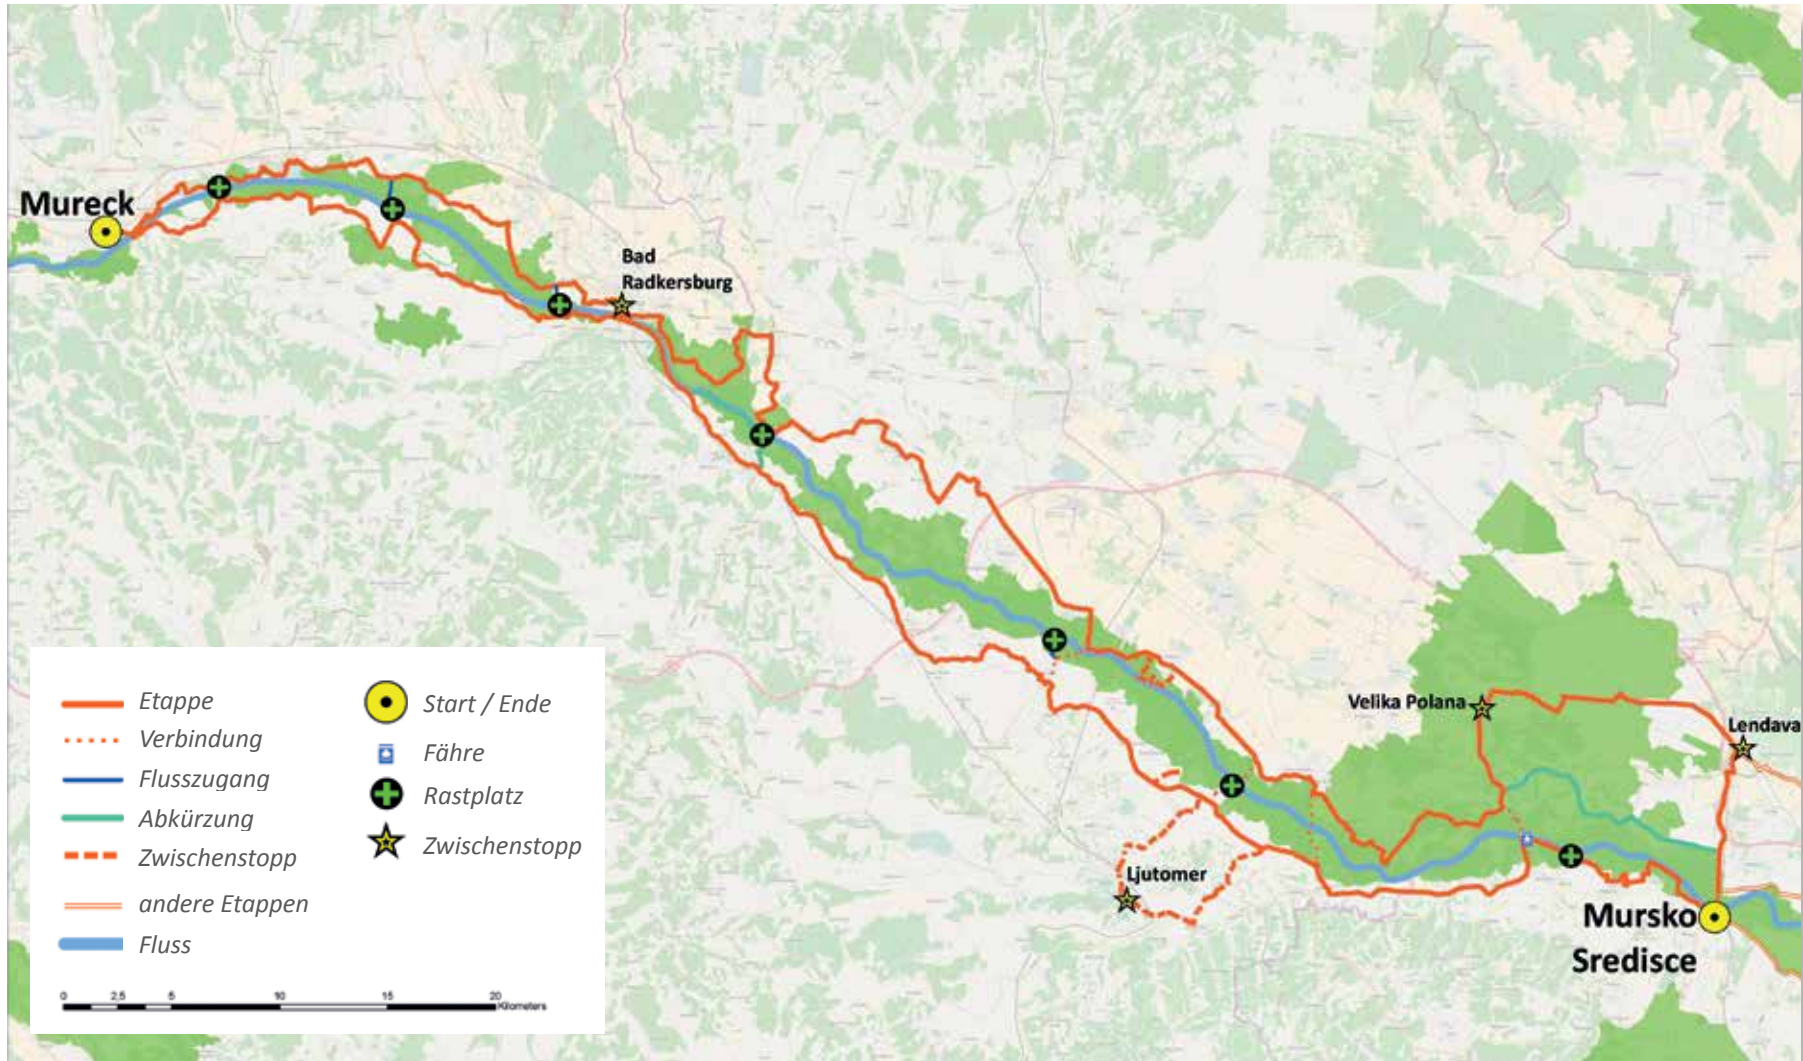 Mureck
Bad
Radkersburg
Velika Polana
Lendava
Ljutomer
Mursko
Sredisce
Etappe
Verbindung
Flusszugang
Abkürzung
Zwischenstopp
andere Etappen
Fluss
Start / Ende
Fähre
Rastplatz
Zwischenstopp
0 2,5 5 10 15 20
Kilometers